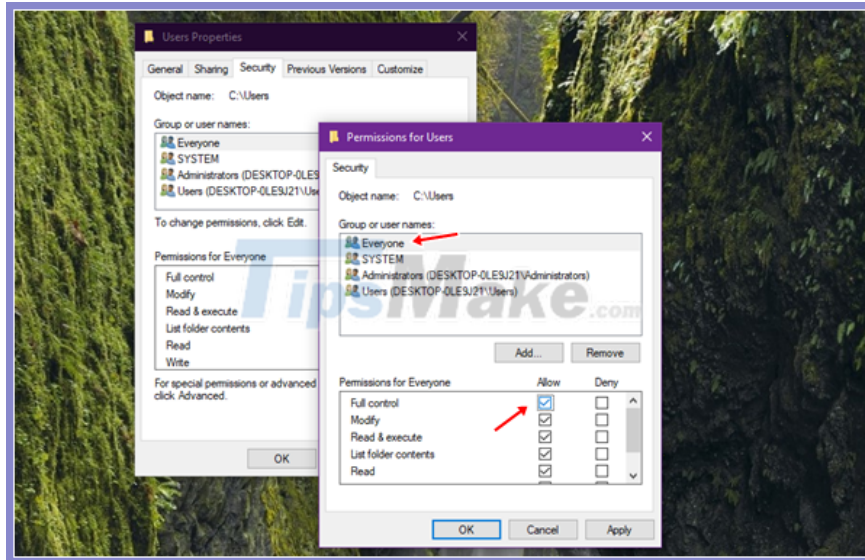 Users Properties
General Sharing Security Previous Versions Customize
Object name: C:\Users
Group or user names:
Everyone
SYSTEM
Administrators (DESKTOP-0LE9
Users (DESKTOP-0LE9J21\Use
To change permissions, click Edit.
Permissions for Everyone
Full control
Modify
Read & execute
List folder contents
Read
Write
For special permissions or advanced
click Advanced.
OK
Permissions for Users
Security
Object name: C:\Users
Group or user names:
Everyone
SYSTEM
Administrators (DESKTOP-0LE9J21\Administrators)
Users (DESKTOP-0LE9J21\Users)
Add... Remove
Permissions for Everyone Allow Deny
Full control
Modify
Read & execute
List folder contents
Read
OK Cancel Apply
TipsMake.com